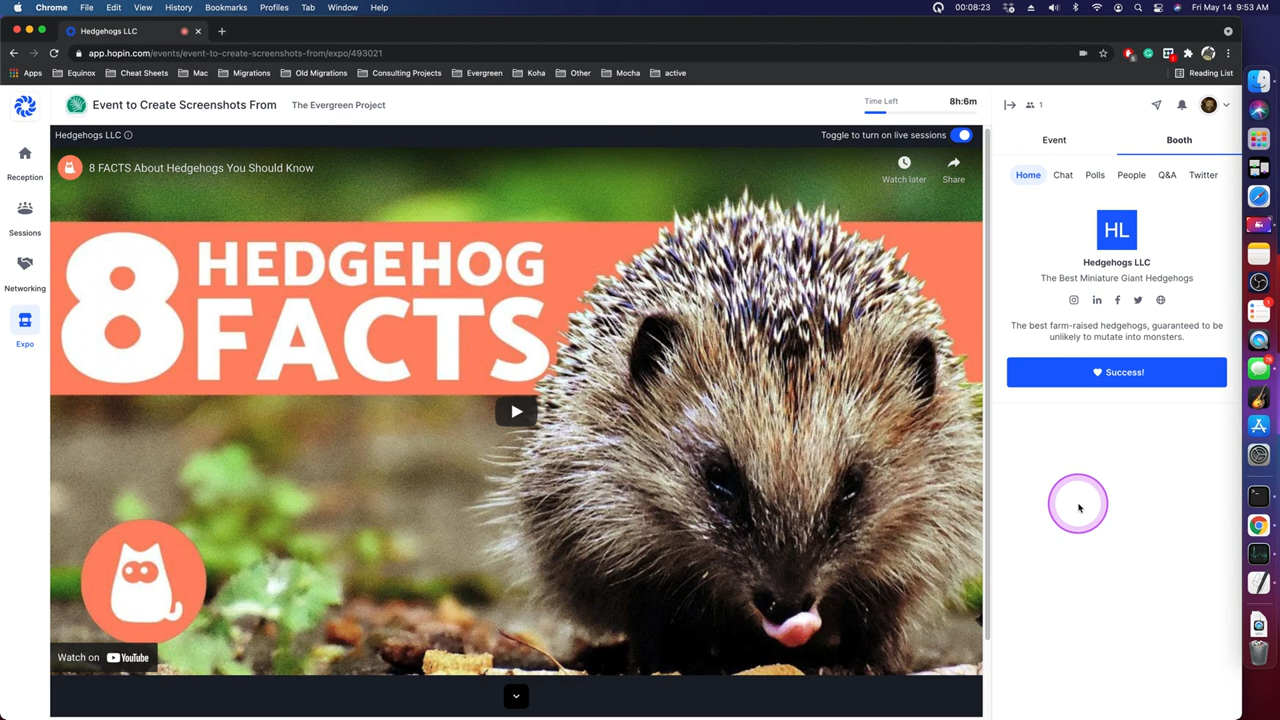 Chrome File Edit View History Bookmarks Profiles Tab Window Help 00:08:23 Fri May 14 9:53 AM
Hedgehogs LLC
app.hopin.com/events/event-to-create-screenshots-from/expo/493021
Apps Equinox Cheat Sheets Mac Migrations Old Migrations Consulting Projects Evergreen Koha Other Mocha active Reading List
Event to Create Screenshots From The Evergreen Project Time Left 8h:6m 1
Hedgehogs LLC Toggle to turn on live sessions
Event Booth
8 FACTS About Hedgehogs You Should Know
Watch later Share
Reception
Sessions
Networking
Expo
Home Chat Polls People Q&A Twitter
8 HEDGEHOG
FACTS
HL
Hedgehogs LLC
The Best Miniature Giant Hedgehogs
The best farm-raised hedgehogs, guaranteed to be
unlikely to mutate into monsters.
Success!
Watch on YouTube